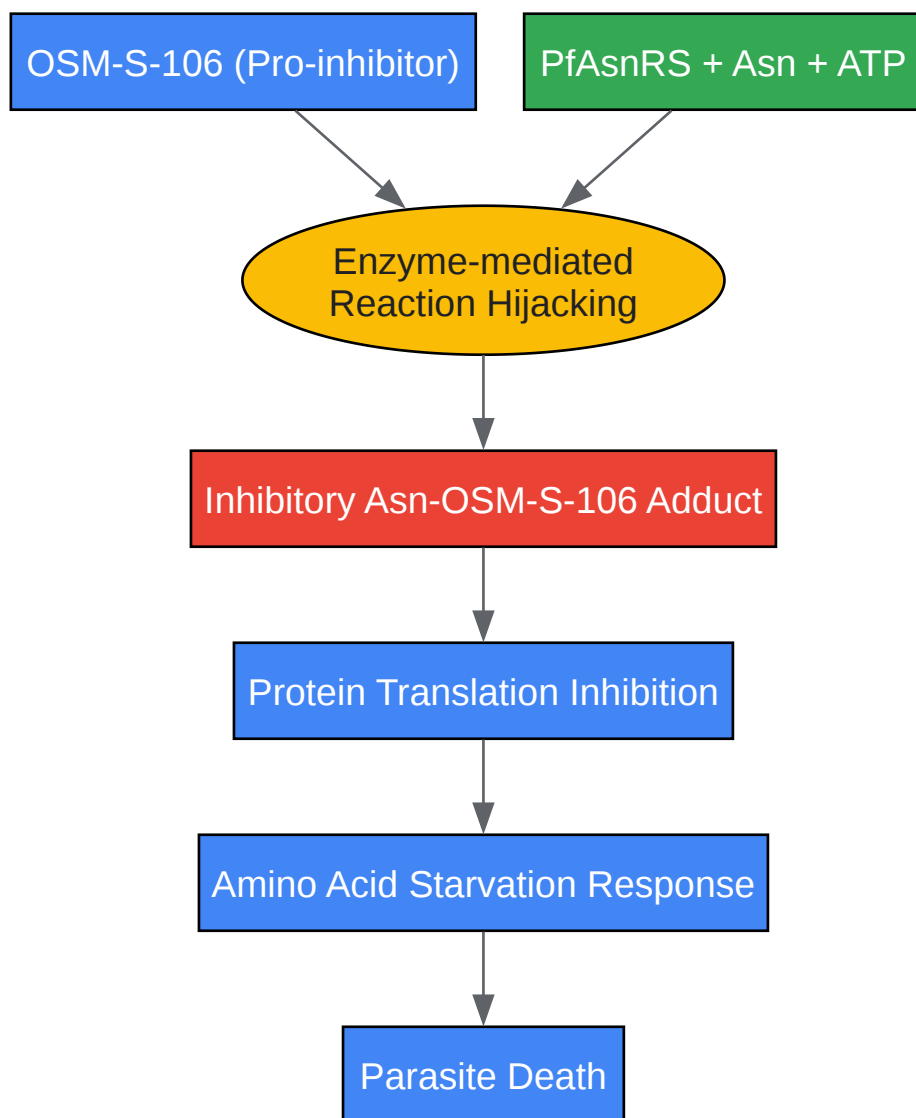 OSM-S-106 (Pro-inhibitor)
PfAsnRS + Asn + ATP
Enzyme-mediated
Reaction Hijacking
Inhibitory Asn-OSM-S-106 Adduct
Protein Translation Inhibition
Amino Acid Starvation Response
Parasite Death